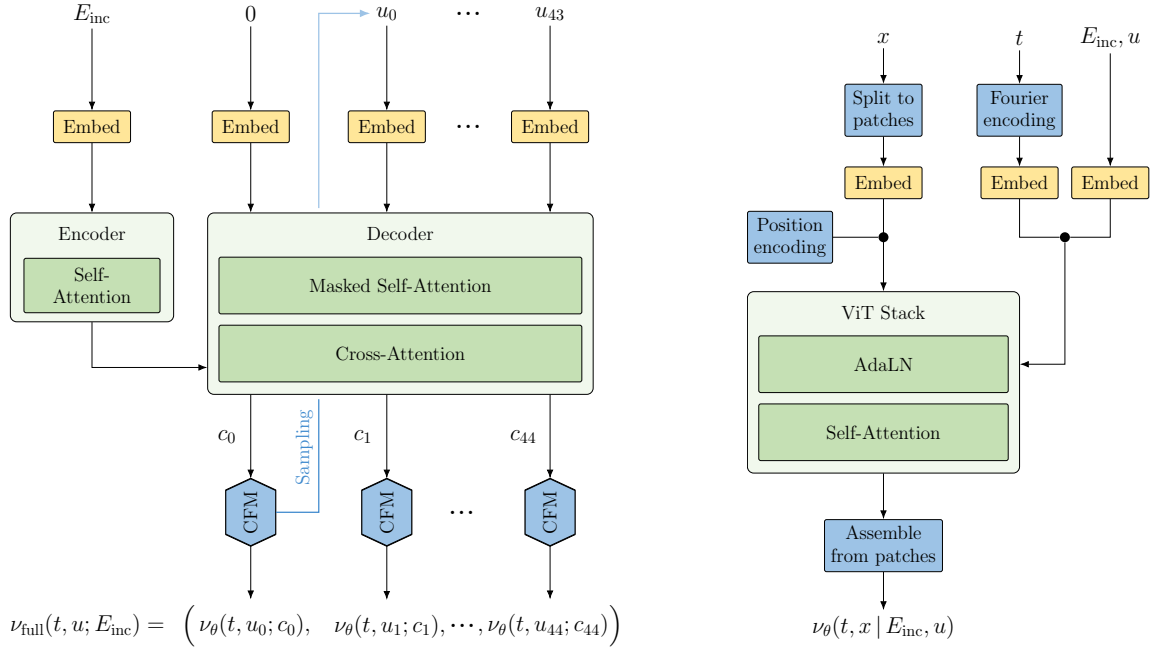 E_inc 0 u_0 ··· u_43
Embed Embed Embed ··· Embed
Encoder
Self-
Attention
Decoder
Masked Self-Attention
Cross-Attention
c_0 c_1 c_44
Sampling
CFM CFM ··· CFM
ν_full(t, u; E_inc) = (ν_θ(t, u_0; c_0), ν_θ(t, u_1; c_1), ···, ν_θ(t, u_44; c_44))
x t E_inc, u
Split to
patches
Fourier
encoding
Embed Embed Embed
Position
encoding
ViT Stack
AdaLN
Self-Attention
Assemble
from patches
ν_θ(t, x | E_inc, u)